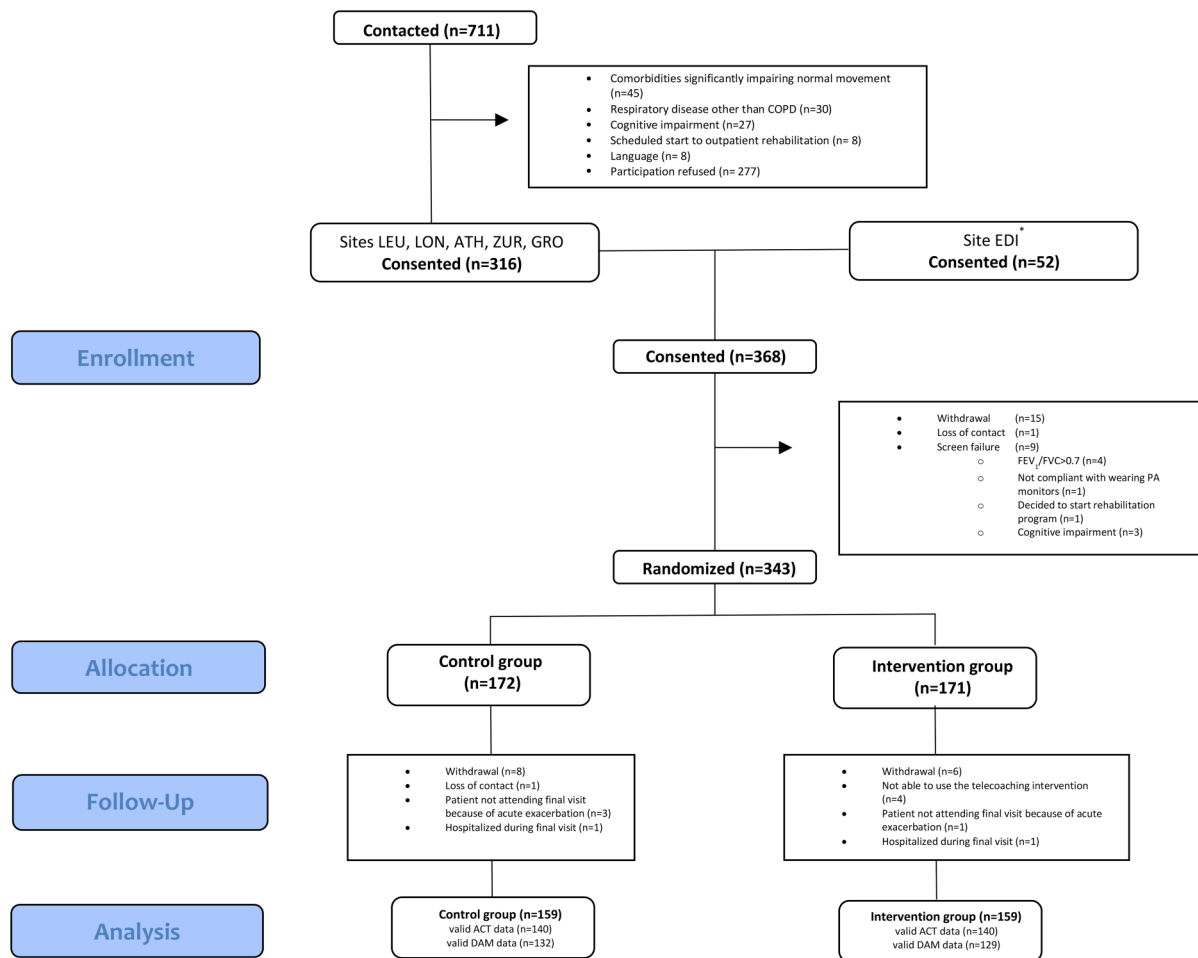 Contacted (n=711)
• Comorbidities significantly impairing normal movement
(n=45)
• Respiratory disease other than COPD (n=30)
• Cognitive impairment (n=27)
• Scheduled start to outpatient rehabilitation (n= 8)
• Language (n= 8)
• Participation refused (n= 277)
Sites LEU, LON, ATH, ZUR, GRO
Consented (n=316)
Site EDI*
Consented (n=52)
Enrollment
Consented (n=368)
• Withdrawal (n=15)
• Loss of contact (n=1)
• Screen failure (n=9)
o FEV1/FVC>0.7 (n=4)
o Not compliant with wearing PA
monitors (n=1)
o Decided to start rehabilitation
program (n=1)
o Cognitive impairment (n=3)
Randomized (n=343)
Allocation
Control group
(n=172)
Intervention group
(n=171)
Follow-Up
• Withdrawal (n=8)
• Loss of contact (n=1)
• Patient not attending final visit
because of acute exacerbation (n=3)
• Hospitalized during final visit (n=1)
• Withdrawal (n=6)
• Not able to use the telecoaching intervention
(n=4)
• Patient not attending final visit because of acute
exacerbation (n=1)
• Hospitalized during final visit (n=1)
Analysis
Control group (n=159)
valid ACT data (n=140)
valid DAM data (n=132)
Intervention group (n=159)
valid ACT data (n=140)
valid DAM data (n=129)